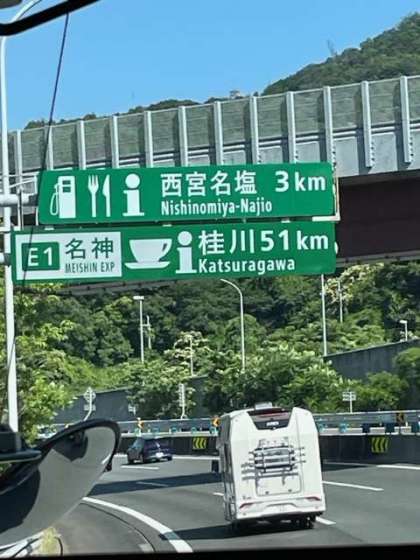 西宮名塩 3km
Nishinomiya-Najio
E1 名神 桂川 51km
MEISHIN EXP Katsuragawa